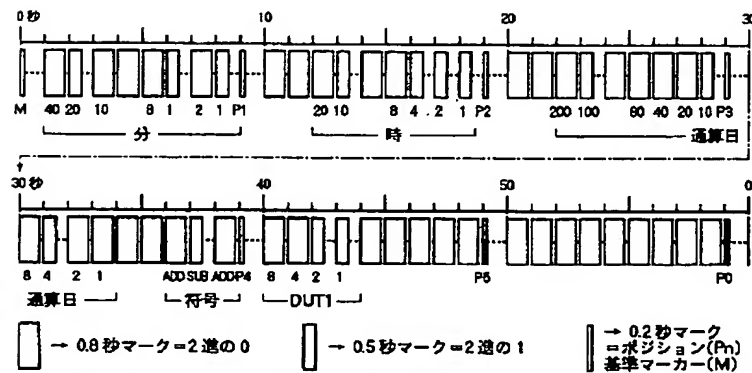 0秒 10 20 30
M 40 20 10 8 1 2 1 P1 20 10 8 4 2 1 P2 200 100 80 40 20 10 P3
分 時 通算日
30秒 40 50 0
8 4 2 1 ADD SUB ADD P4 8 4 2 1 P5 P0
通算日 符号 DUT1
→ 0.8秒マーク=2進の0 → 0.5秒マーク=2進の1 → 0.2秒マーク
=ポジション(Pn)
基準マーカー(M)